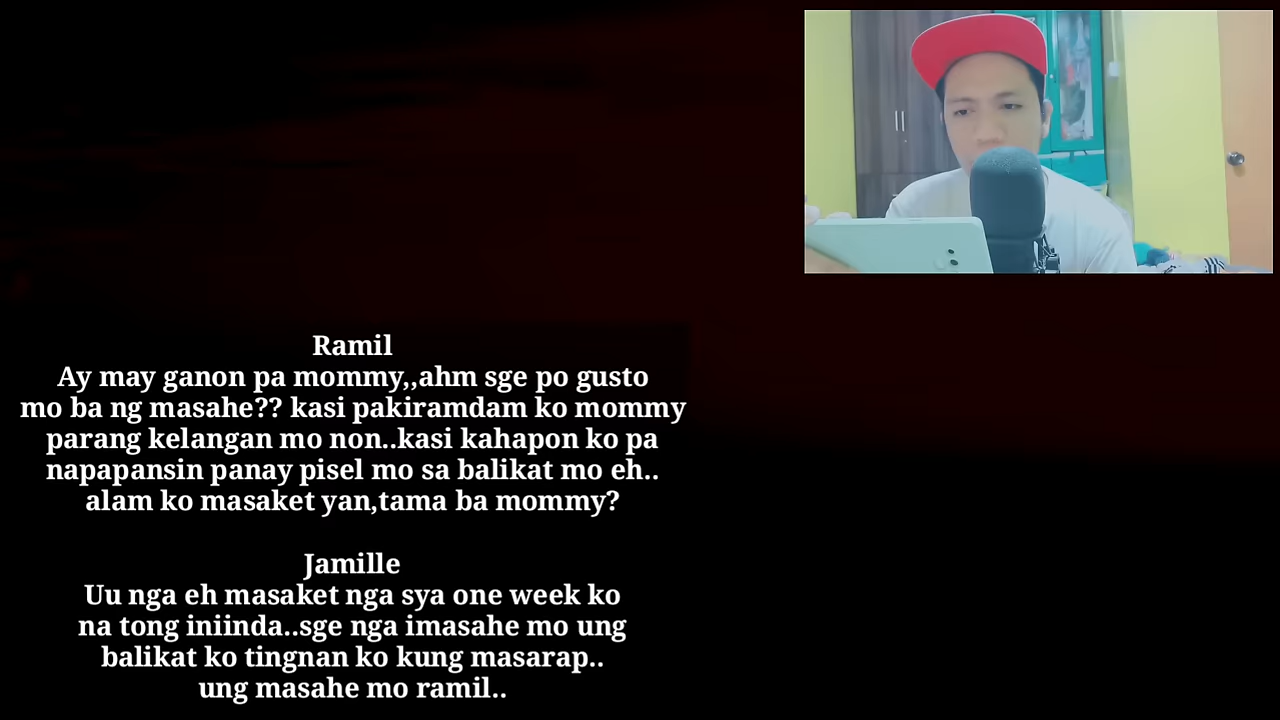 Ramil
Ay may ganon pa mommy,,ahm sge po gusto
mo ba ng masahe?? kasi pakiramdam ko mommy
parang kelangan mo non..kasi kahapon ko pa
napapansin panay pisel mo sa balikat mo eh..
alam ko masaket yan,tama ba mommy?
Jamille
Uu nga eh masaket nga sya one week ko
na tong iniinda..sge nga imasahe mo ung
balikat ko tingnan ko kung masarap..
ung masahe mo ramil..